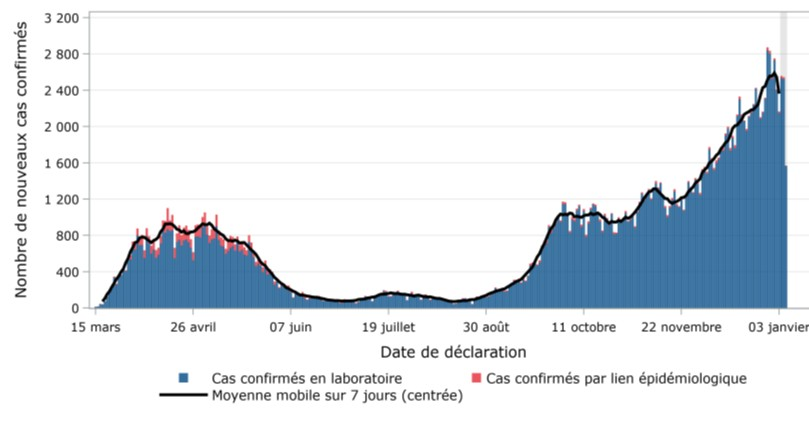 Nombre de nouveaux cas confirmés
3 200
2 800
2 400
2 000
1 600
1 200
800
400
0
15 mars 26 avril 07 juin 19 juillet 30 août 11 octobre 22 novembre 03 janvier
Date de déclaration
Cas confirmés en laboratoire Cas confirmés par lien épidémiologique
Moyenne mobile sur 7 jours (centrée)